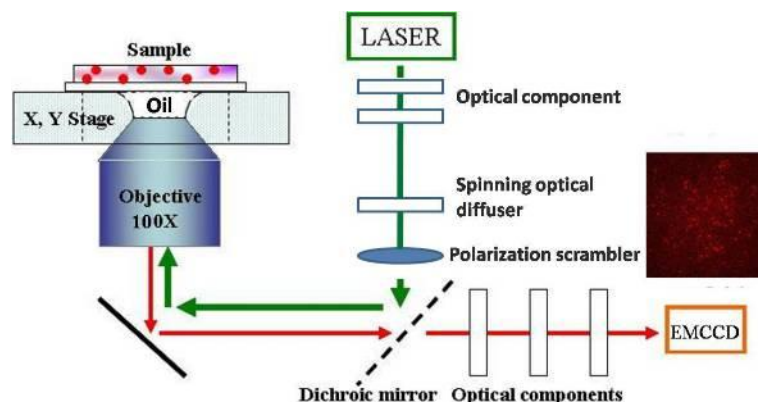 Sample
Oil
X, Y Stage
Objective
100X
LASER
Optical component
Spinning optical
diffuser
Polarization scrambler
EMCCD
Dichroic mirror
Optical components